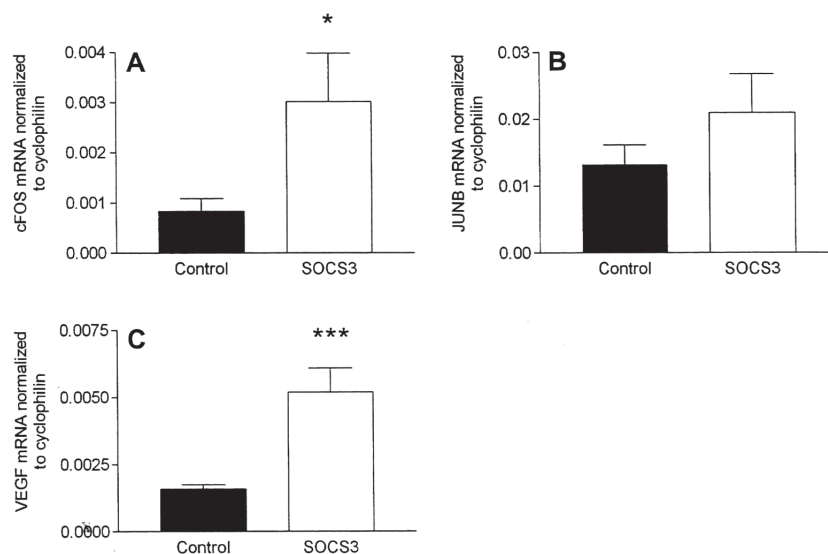 A
*
cFOS mRNA normalized
to cyclophilin
0.004
0.003
0.002
0.001
0.000
Control SOCS3
B
JUNB mRNA normalized
to cyclophilin
0.03
0.02
0.01
0.00
Control SOCS3
C
***
VEGF mRNA normalized
to cyclophilin
0.0075
0.0050
0.0025
0.0000
Control SOCS3